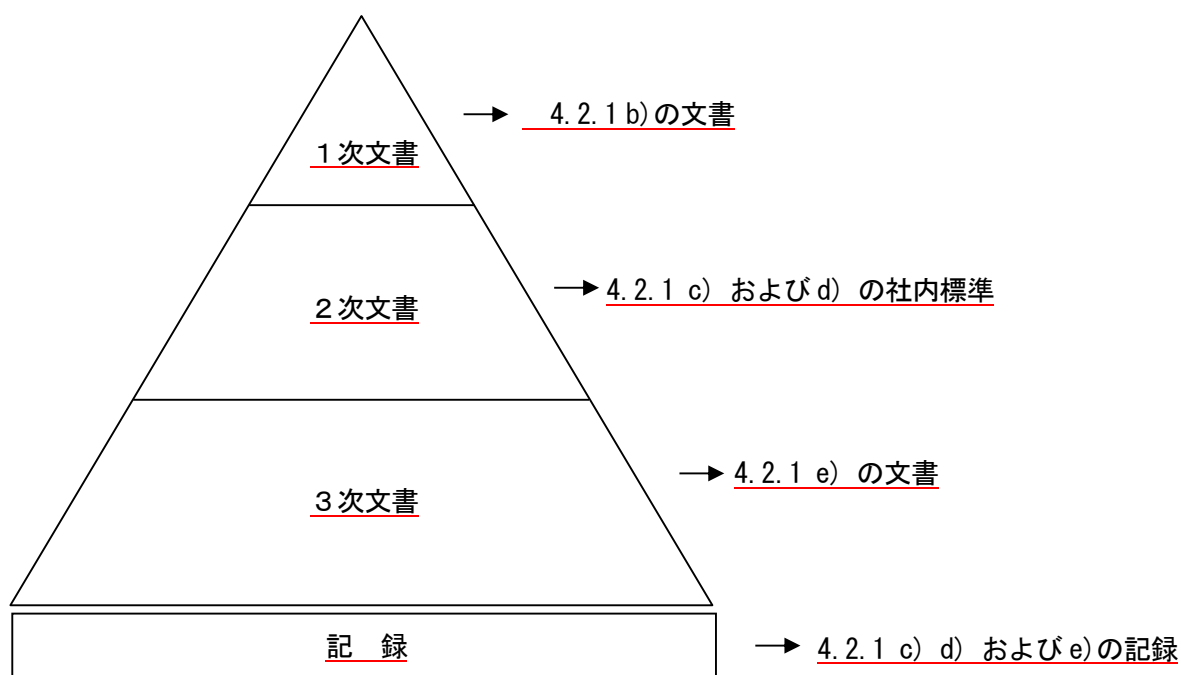 4.2.1 b)の文書
１次文書
4.2.1 c) および d) の社内標準
２次文書
4.2.1 e) の文書
３次文書
記　録
4.2.1 c) d) および e)の記録